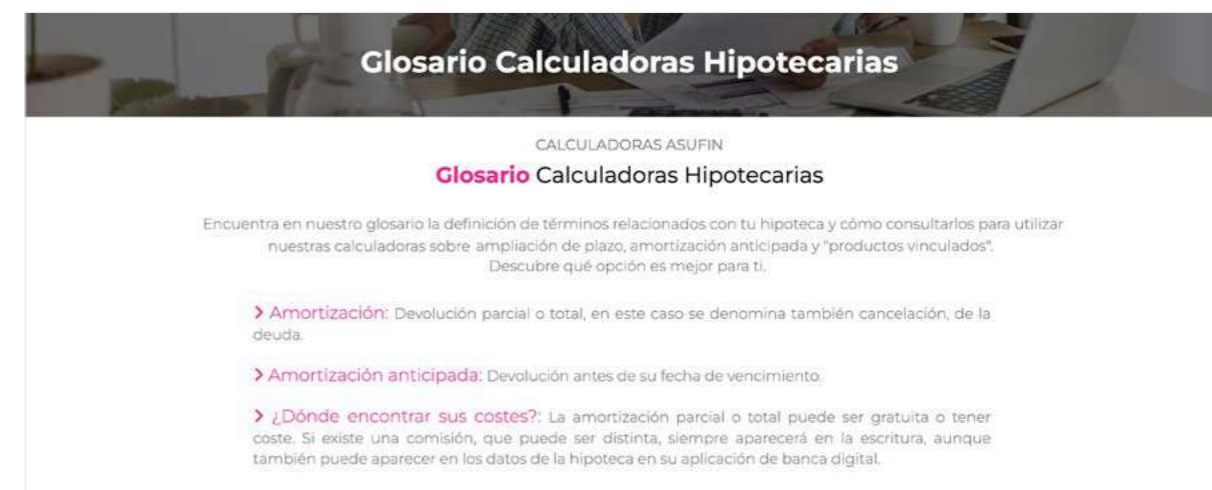 Glosario Calculadoras Hipotecarias
CALCULADORAS ASUFIN
Glosario Calculadoras Hipotecarias
Encuentra en nuestro glosario la definición de términos relacionados con tu hipoteca y cómo consultarlos para utilizar
nuestras calculadoras sobre ampliación de plazo, amortización anticipada y "productos vinculados".
Descubre qué opción es mejor para ti.
> Amortización: Devolución parcial o total, en este caso se denomina también cancelación, de la
deuda.
> Amortización anticipada: Devolución antes de su fecha de vencimiento.
> ¿Dónde encontrar sus costes?: La amortización parcial o total puede ser gratuita o tener
coste. Si existe una comisión, que puede ser distinta, siempre aparecerá en la escritura, aunque
también puede aparecer en los datos de la hipoteca en su aplicación de banca digital.